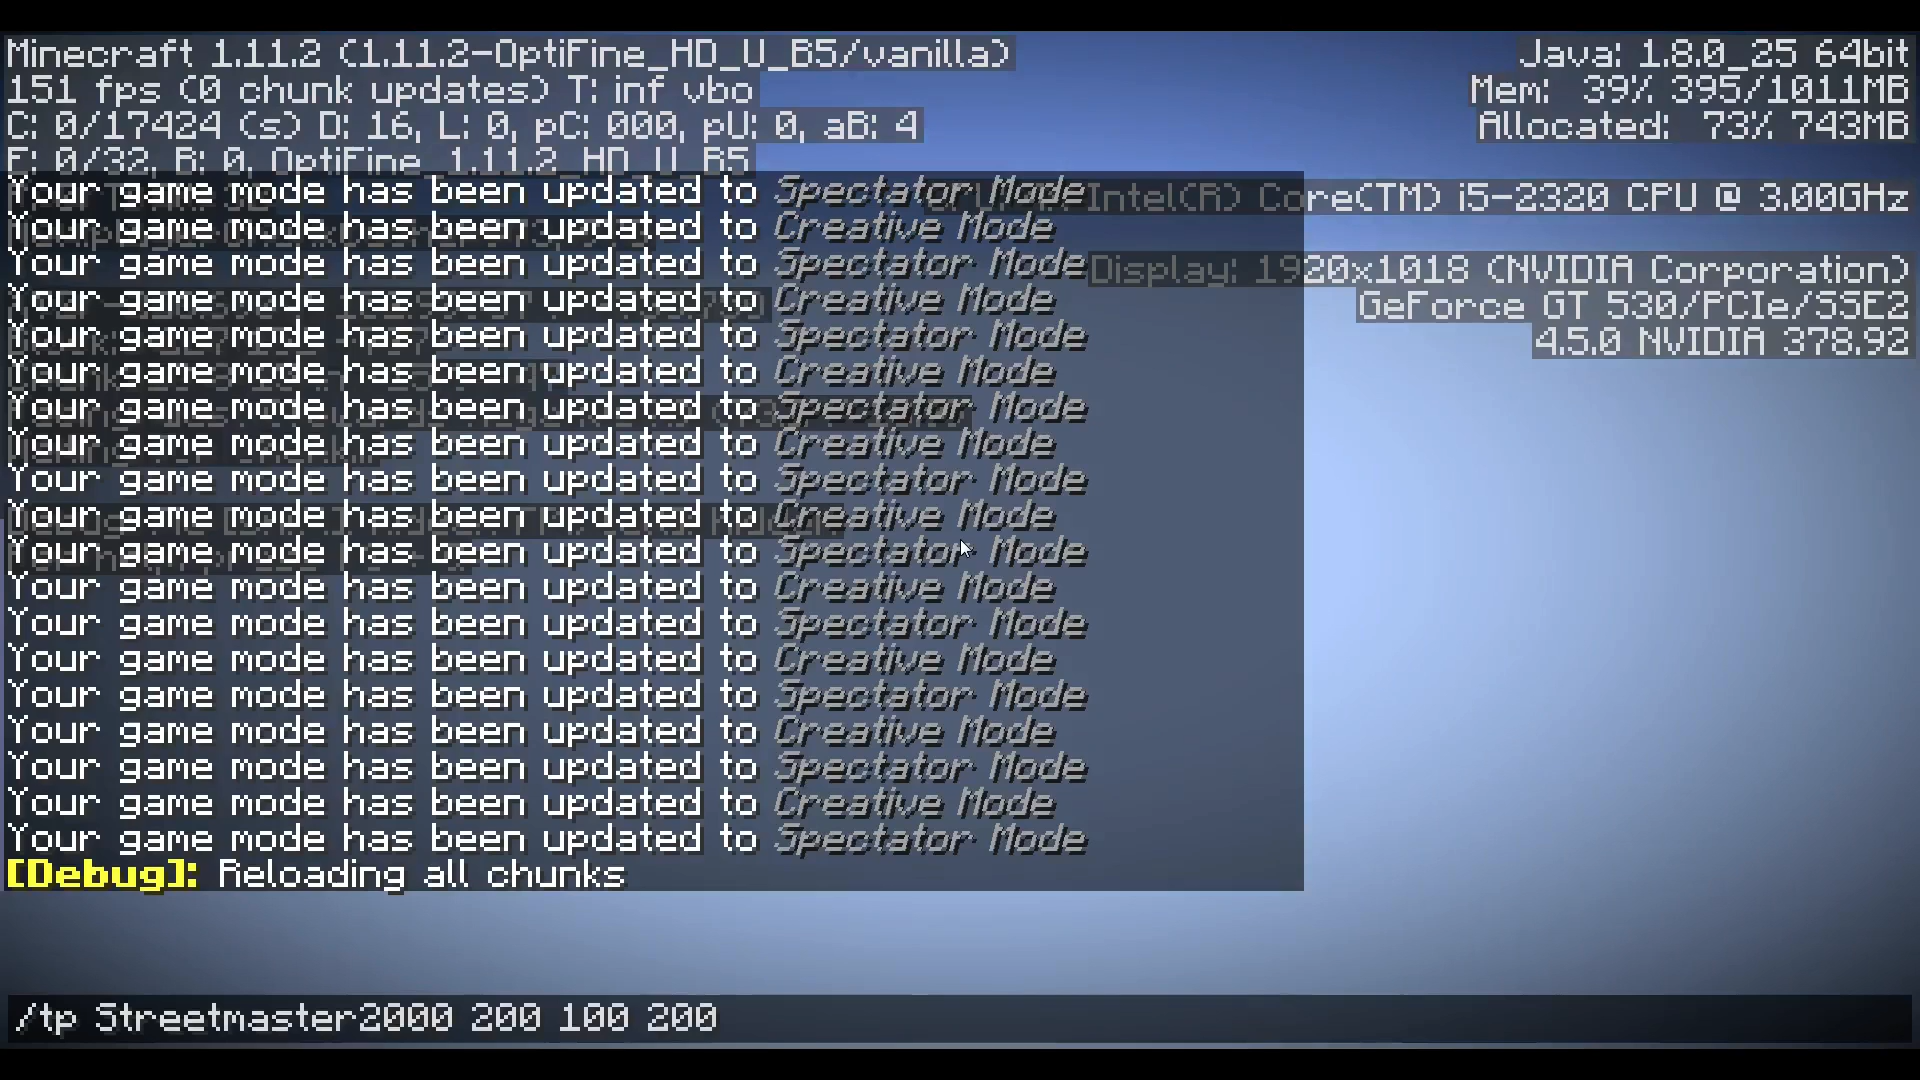 Minecraft 1.11.2 (1.11.2-OptiFine_HD_U_B5/vanilla)
151 fps (0 chunk updates) T: inf vbo
C: 0/17424 (s) D: 16, L: 0, pC: 000, pU: 0, aB: 4
E: 0/32, B: 0, OptiFine_1.11.2_HD_U_B5
Java: 1.8.0_25 64bit
Mem: 39% 395/1011MB
Allocated: 73% 743MB
Intel(R) Core(TM) i5-2320 CPU @ 3.00GHz
Display: 1920x1018 (NVIDIA Corporation)
GeForce GT 530/PCIe/SSE2
4.5.0 NVIDIA 378.92
Your game mode has been updated to Spectator Mode
Your game mode has been updated to Creative Mode
Your game mode has been updated to Spectator Mode
Your game mode has been updated to Creative Mode
Your game mode has been updated to Spectator Mode
Your game mode has been updated to Creative Mode
Your game mode has been updated to Spectator Mode
Your game mode has been updated to Creative Mode
Your game mode has been updated to Spectator Mode
Your game mode has been updated to Creative Mode
Your game mode has been updated to Spectator Mode
Your game mode has been updated to Creative Mode
Your game mode has been updated to Spectator Mode
Your game mode has been updated to Creative Mode
Your game mode has been updated to Spectator Mode
Your game mode has been updated to Creative Mode
Your game mode has been updated to Spectator Mode
Your game mode has been updated to Creative Mode
Your game mode has been updated to Spectator Mode
[Debug]: Reloading all chunks
/tp Streetmaster2000 200 100 200